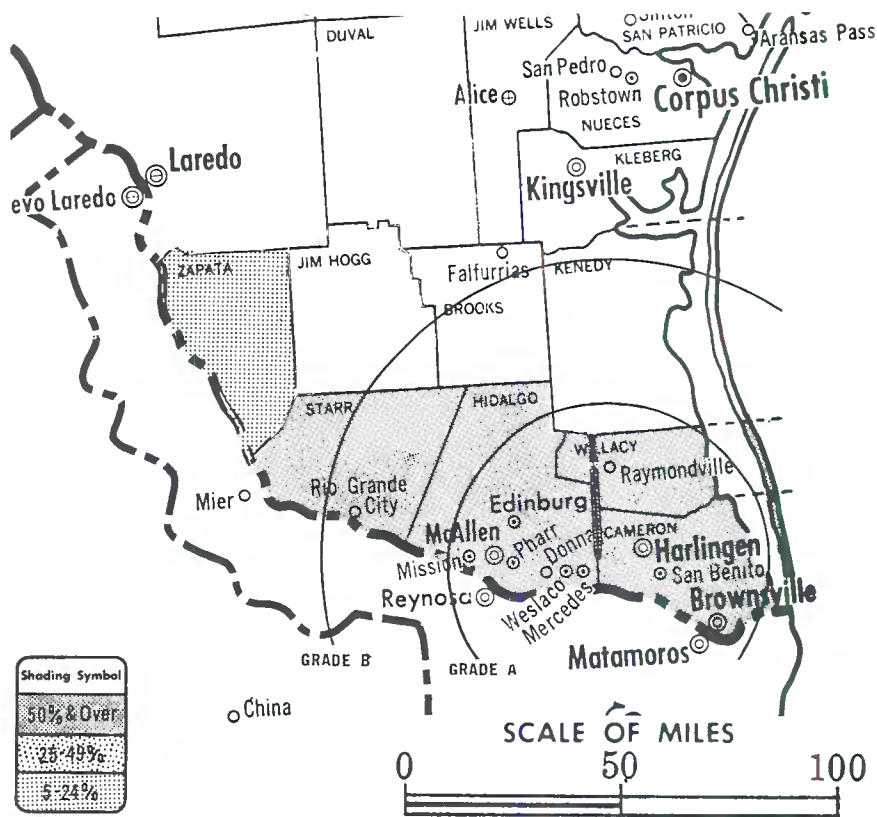 DUVAL
JIM WELLS
Sinton
SAN PATRICIO
Aransas Pass
San Pedro
Alice
Robstown
Corpus Christi
NUECES
KLEBERG
Laredo
Kingsville
evo Laredo
ZAPATA
JIM HOGG
Falfurrias
KENEDY
BROOKS
STARR
HIDALGO
WILLACY
Raymondville
Mier
Rio Grande
City
Edinburg
McAllen
CAMERON
Mission
Pharr
Donna
Harlingen
San Benito
Reynosa
Weslaco
Mercedes
Brownsville
Matamoros
GRADE B
GRADE A
China
Shading Symbol
50% & Over
25-49%
5-24%
SCALE OF MILES
0 50 100